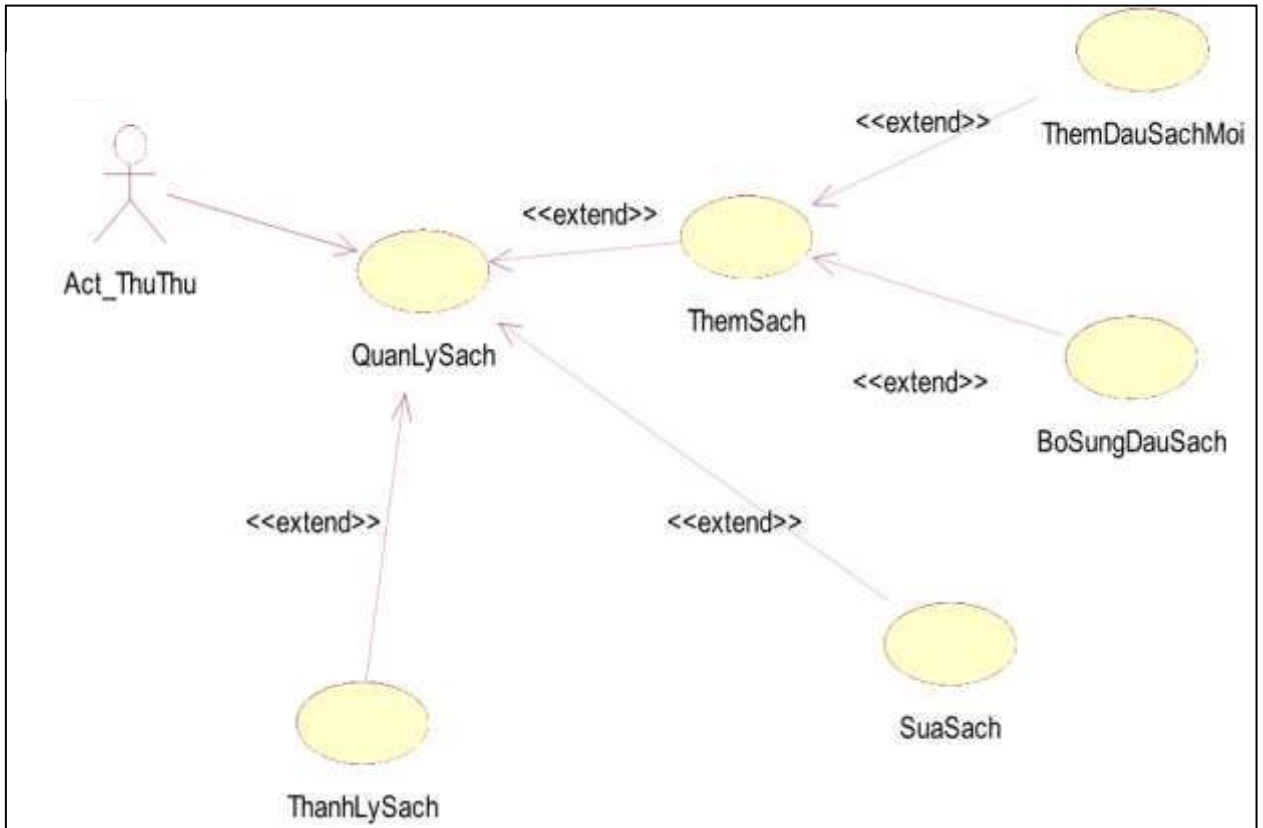 <<extend>>
ThemDauSachMoi
<<extend>>
Act_ThuThu
ThemSach
QuanLySach
<<extend>>
BoSungDauSach
<<extend>>
<<extend>>
SuaSach
ThanhLySach